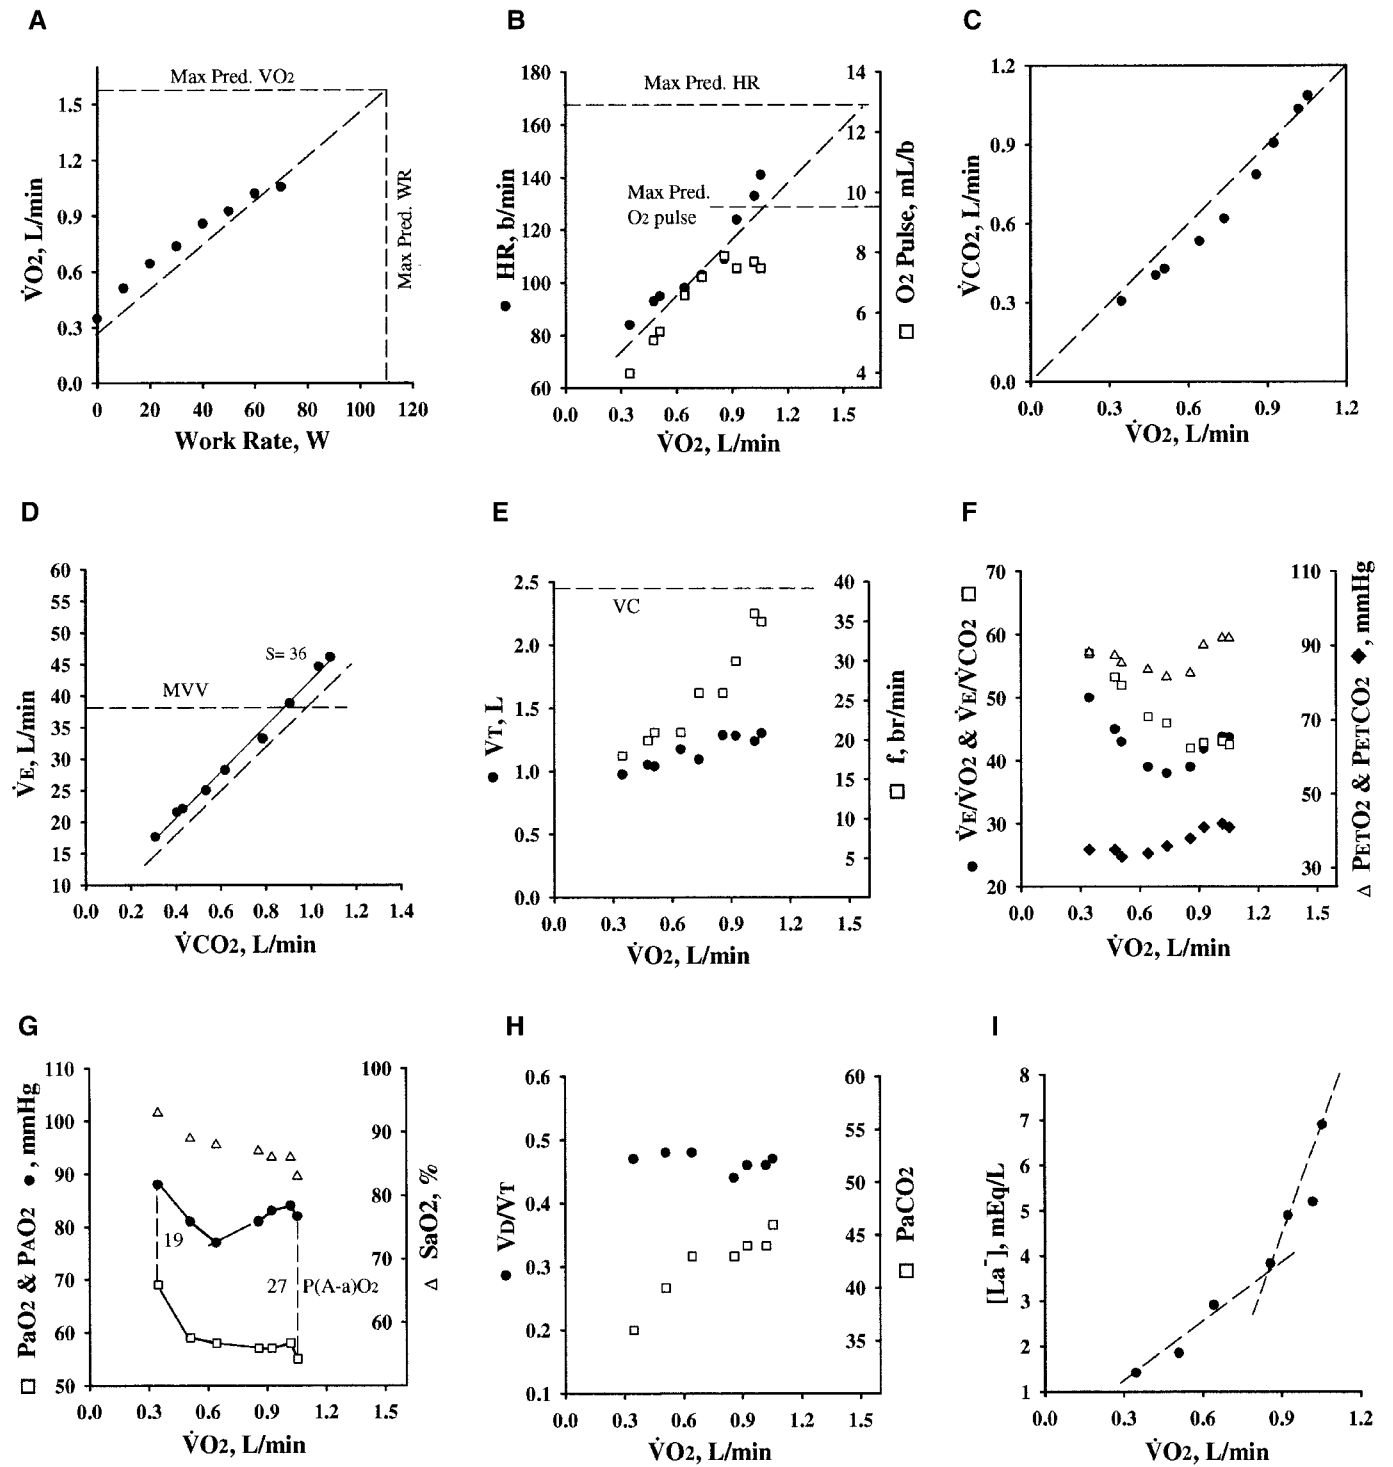 A
Max Pred. VO2
1.5
1.2
0.9
0.6
0.3
0.0
V̇O2, L/min
Max Pred. WR
0 20 40 60 80 100 120
Work Rate, W
B
180
160
140
120
100
80
60
HR, b/min
Max Pred. HR
Max Pred.
O2 pulse
14
12
10
8
6
4
O2 Pulse, mL/b
0.0 0.3 0.6 0.9 1.2 1.5
V̇O2, L/min
C
1.2
0.9
0.6
0.3
0.0
V̇CO2, L/min
0.0 0.3 0.6 0.9 1.2
V̇O2, L/min
D
60
55
50
45
40
35
30
25
20
15
10
V̇E, L/min
S= 36
MVV
0.0 0.2 0.4 0.6 0.8 1.0 1.2 1.4
V̇CO2, L/min
E
2.5
2.0
1.5
1.0
0.5
0.0
VT, L
VC
40
35
30
25
20
15
10
5
f, br/min
0.0 0.3 0.6 0.9 1.2 1.5
V̇O2, L/min
F
70
60
50
40
30
20
V̇E/V̇O2 & V̇E/V̇CO2
110
90
70
50
30
PETO2 & PETCO2 , mmHg
0.0 0.3 0.6 0.9 1.2 1.5
V̇O2, L/min
G
110
100
90
80
70
60
50
PaO2 & PAO2 , mmHg
19
27 P(A-a)O2
100
90
80
70
60
SaO2, %
0.0 0.3 0.6 0.9 1.2 1.5
V̇O2, L/min
H
0.6
0.5
0.4
0.3
0.2
0.1
VD/VT
60
55
50
45
40
35
PaCO2
0.0 0.3 0.6 0.9 1.2 1.5
V̇O2, L/min
I
8
7
6
5
4
3
2
1
[La⁻], mEq/L
0.0 0.3 0.6 0.9 1.2
V̇O2, L/min